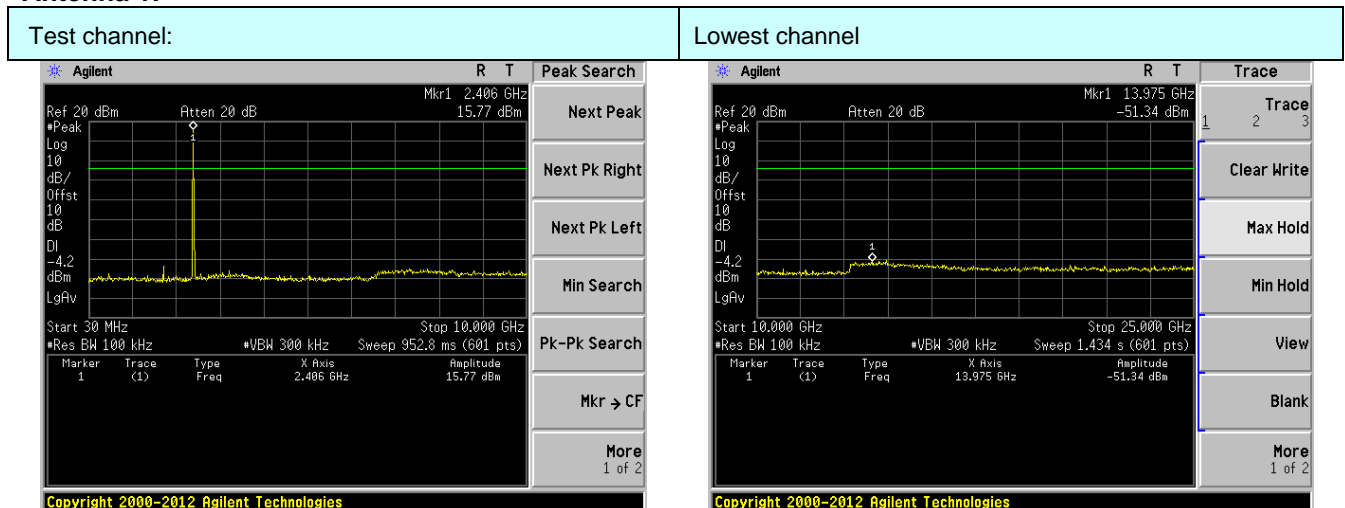 Test channel:
Lowest channel
Agilent R T Peak Search
Mkr1 2.406 GHz
Ref 20 dBm Atten 20 dB 15.77 dBm
#Peak
Log
10
dB/
Offst
10
dB
DI
-4.2
dBm
LgAv
1
Start 30 MHz Stop 10.000 GHz
#Res BW 100 kHz #VBW 300 kHz Sweep 952.8 ms (601 pts)
Marker Trace Type X Axis Amplitude
1 (1) Freq 2.406 GHz 15.77 dBm
Next Peak
Next Pk Right
Next Pk Left
Min Search
Pk-Pk Search
Mkr → CF
More
1 of 2
Copyright 2000-2012 Agilent Technologies
Agilent R T Trace
Mkr1 13.975 GHz
Ref 20 dBm Atten 20 dB -51.34 dBm
#Peak
Log
10
dB/
Offst
10
dB
DI
-4.2
dBm
LgAv
1
Start 10.000 GHz Stop 25.000 GHz
#Res BW 100 kHz #VBW 300 kHz Sweep 1.434 s (601 pts)
Marker Trace Type X Axis Amplitude
1 (1) Freq 13.975 GHz -51.34 dBm
Trace
1 2 3
Clear Write
Max Hold
Min Hold
View
Blank
More
1 of 2
Copyright 2000-2012 Agilent Technologies